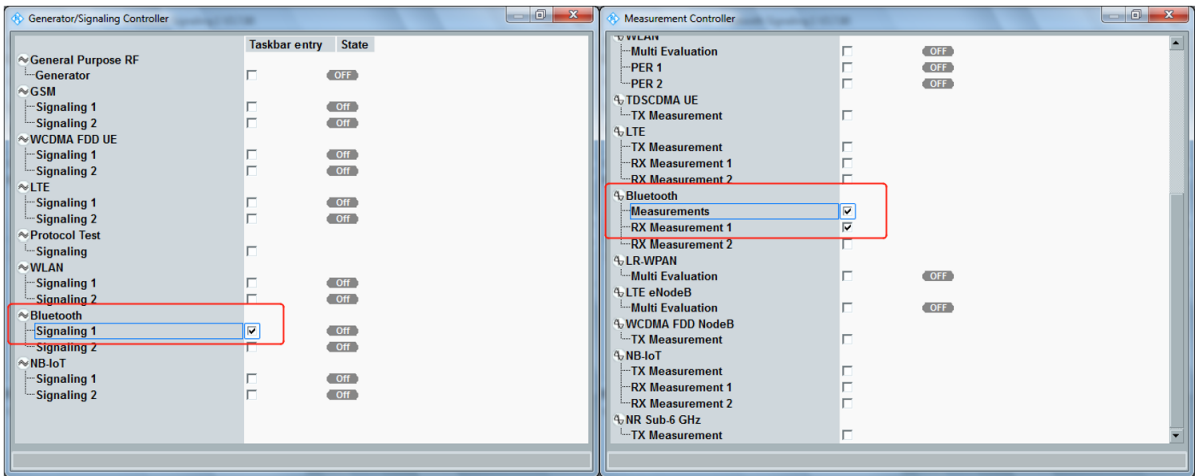 Generator/Signaling Controller
Taskbar entry State
General Purpose RF
Generator OFF
GSM
Signaling 1 Off
Signaling 2 Off
WCDMA FDD UE
Signaling 1 Off
Signaling 2 Off
LTE
Signaling 1 Off
Signaling 2 Off
Protocol Test
Signaling
WLAN
Signaling 1 Off
Signaling 2 Off
Bluetooth
Signaling 1 Off
Signaling 2 Off
NB-IoT
Signaling 1 Off
Signaling 2 Off
Measurement Controller
WLAN
Multi Evaluation OFF
PER 1 OFF
PER 2 OFF
TDSCDMA UE
TX Measurement
LTE
TX Measurement
RX Measurement 1
RX Measurement 2
Bluetooth
Measurements
RX Measurement 1
RX Measurement 2
LR-WPAN
Multi Evaluation OFF
LTE eNodeB
Multi Evaluation OFF
WCDMA FDD NodeB
TX Measurement
NB-IoT
TX Measurement
RX Measurement 1
RX Measurement 2
NR Sub-6 GHz
TX Measurement